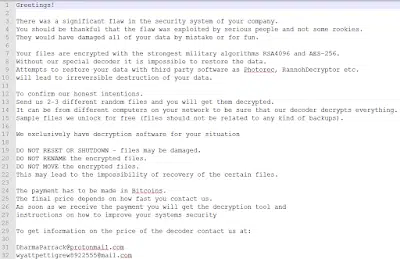 Greetings!
There was a significant flaw in the security system of your company.
You should be thankful that the flaw was exploited by serious people and not some rookies.
They would have damaged all of your data by mistake or for fun.
Your files are encrypted with the strongest military algorithms RSA4096 and AES-256.
Without our special decoder it is impossible to restore the data.
Attempts to restore your data with third party software as Photorec, RannohDecryptor etc.
will lead to irreversible destruction of your data.
To confirm our honest intentions.
Send us 2-3 different random files and you will get them decrypted.
It can be from different computers on your network to be sure that our decoder decrypts everything.
Sample files we unlock for free (files should not be related to any kind of backups).
We exclusively have decryption software for your situation
DO NOT RESET OR SHUTDOWN - files may be damaged.
DO NOT RENAME the encrypted files.
DO NOT MOVE the encrypted files.
This may lead to the impossibility of recovery of the certain files.
The payment has to be made in Bitcoins.
The final price depends on how fast you contact us.
As soon as we receive the payment you will get the decryption tool and
instructions on how to improve your systems security
To get information on the price of the decoder contact us at:
DharmaParrack@protonmail.com
wyattpettigrew8922555@mail.com